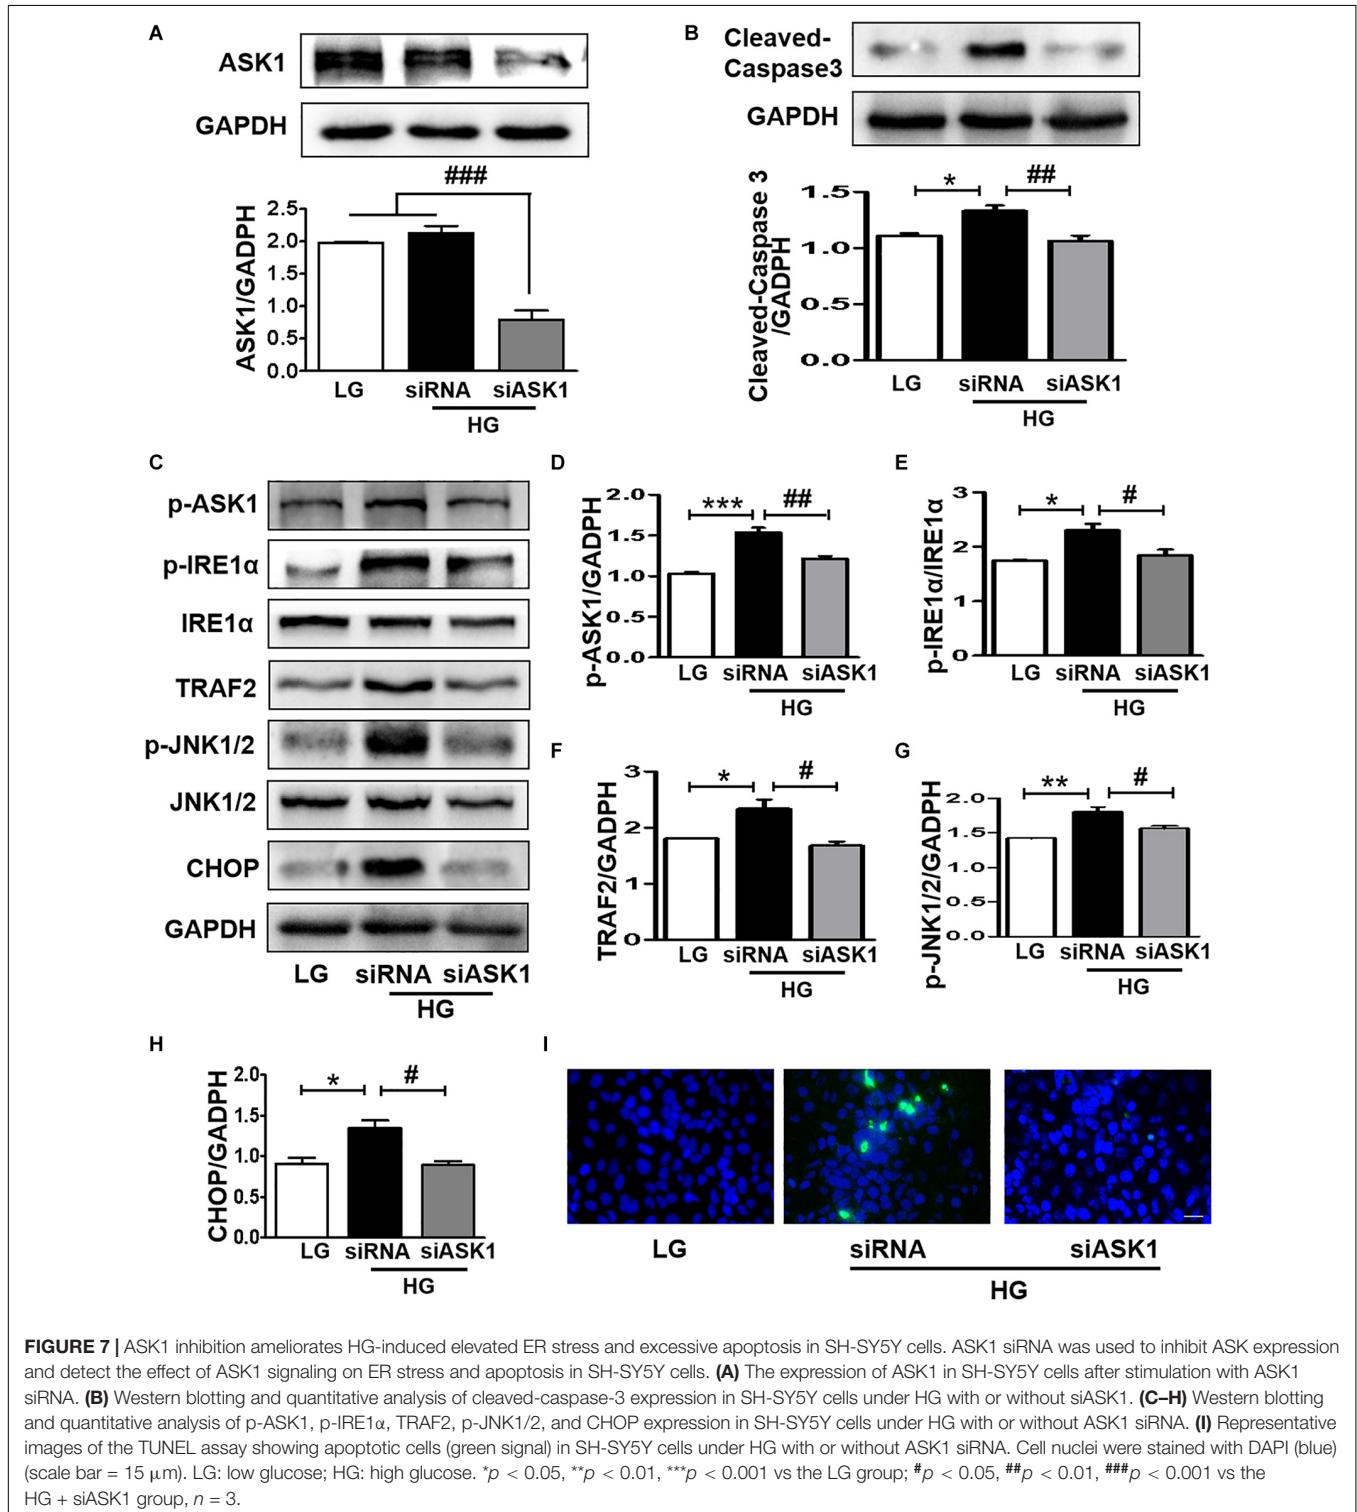 A
ASK1
GAPDH
###
ASK1/GADPH
2.5
2.0
1.5
1.0
0.5
0.0
LG siRNA siASK1
HG
B
Cleaved-
Caspase3
GAPDH
* ##
Cleaved-Caspase 3
/GADPH
1.5
1.0
0.5
0.0
LG siRNA siASK1
HG
C
p-ASK1
p-IRE1α
IRE1α
TRAF2
p-JNK1/2
JNK1/2
CHOP
GAPDH
LG siRNA siASK1
HG
D
*** ##
p-ASK1/GADPH
2.0
1.5
1.0
0.5
0.0
LG siRNA siASK1
HG
E
* #
p-IRE1α/IRE1α
3
2
1
0
LG siRNA siASK1
HG
F
* #
TRAF2/GADPH
3
2
1
0
LG siRNA siASK1
HG
G
** #
p-JNK1/2/GADPH
2.0
1.5
1.0
0.5
0.0
LG siRNA siASK1
HG
H
* #
CHOP/GADPH
2.0
1.5
1.0
0.5
0.0
LG siRNA siASK1
HG
I
LG siRNA siASK1
HG
FIGURE 7 | ASK1 inhibition ameliorates HG-induced elevated ER stress and excessive apoptosis in SH-SY5Y cells. ASK1 siRNA was used to inhibit ASK expression
and detect the effect of ASK1 signaling on ER stress and apoptosis in SH-SY5Y cells. (A) The expression of ASK1 in SH-SY5Y cells after stimulation with ASK1
siRNA. (B) Western blotting and quantitative analysis of cleaved-caspase-3 expression in SH-SY5Y cells under HG with or without siASK1. (C–H) Western blotting
and quantitative analysis of p-ASK1, p-IRE1α, TRAF2, p-JNK1/2, and CHOP expression in SH-SY5Y cells under HG with or without ASK1 siRNA. (I) Representative
images of the TUNEL assay showing apoptotic cells (green signal) in SH-SY5Y cells under HG with or without ASK1 siRNA. Cell nuclei were stained with DAPI (blue)
(scale bar = 15 μm). LG: low glucose; HG: high glucose. *p < 0.05, **p < 0.01, ***p < 0.001 vs the LG group; #p < 0.05, ##p < 0.01, ###p < 0.001 vs the
HG + siASK1 group, n = 3.